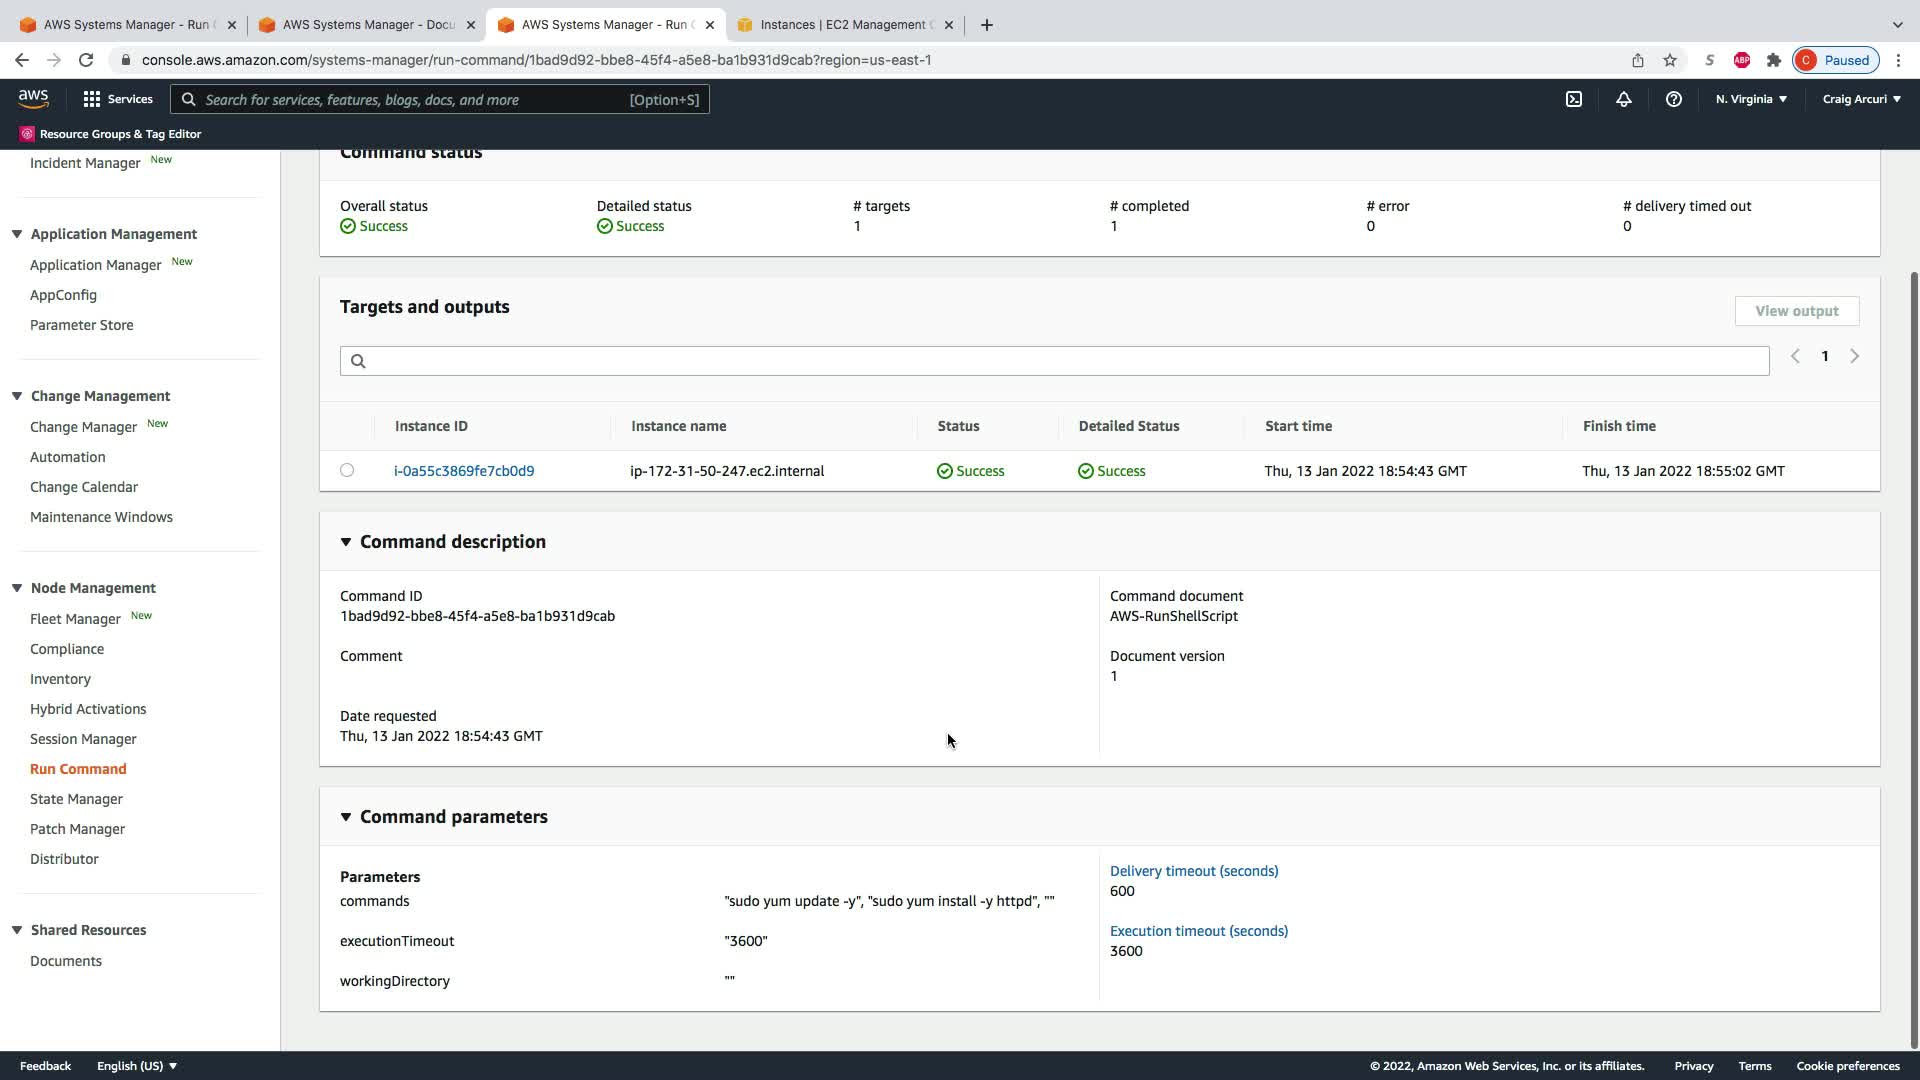 AWS Systems Manager - Run C
AWS Systems Manager - Docu
AWS Systems Manager - Run C
Instances | EC2 Management C
console.aws.amazon.com/systems-manager/run-command/1bad9d92-bbe8-45f4-a5e8-ba1b931d9cab?region=us-east-1
S
ABP
C Paused
aws
Services
Search for services, features, blogs, docs, and more
[Option+S]
N. Virginia
Craig Arcuri
Resource Groups & Tag Editor
Incident Manager New
Application Management
Application Manager New
AppConfig
Parameter Store
Change Management
Change Manager New
Automation
Change Calendar
Maintenance Windows
Node Management
Fleet Manager New
Compliance
Inventory
Hybrid Activations
Session Manager
Run Command
State Manager
Patch Manager
Distributor
Shared Resources
Documents
Command status
Overall status
Success
Detailed status
Success
# targets
1
# completed
1
# error
0
# delivery timed out
0
Targets and outputs
View output
1
Instance ID Instance name Status Detailed Status Start time Finish time
i-0a55c3869fe7cb0d9 ip-172-31-50-247.ec2.internal Success Success Thu, 13 Jan 2022 18:54:43 GMT Thu, 13 Jan 2022 18:55:02 GMT
Command description
Command ID
1bad9d92-bbe8-45f4-a5e8-ba1b931d9cab
Comment
Date requested
Thu, 13 Jan 2022 18:54:43 GMT
Command document
AWS-RunShellScript
Document version
1
Command parameters
Parameters
commands "sudo yum update -y", "sudo yum install -y httpd", ""
executionTimeout "3600"
workingDirectory ""
Delivery timeout (seconds)
600
Execution timeout (seconds)
3600
Feedback English (US)
© 2022, Amazon Web Services, Inc. or its affiliates. Privacy Terms Cookie preferences